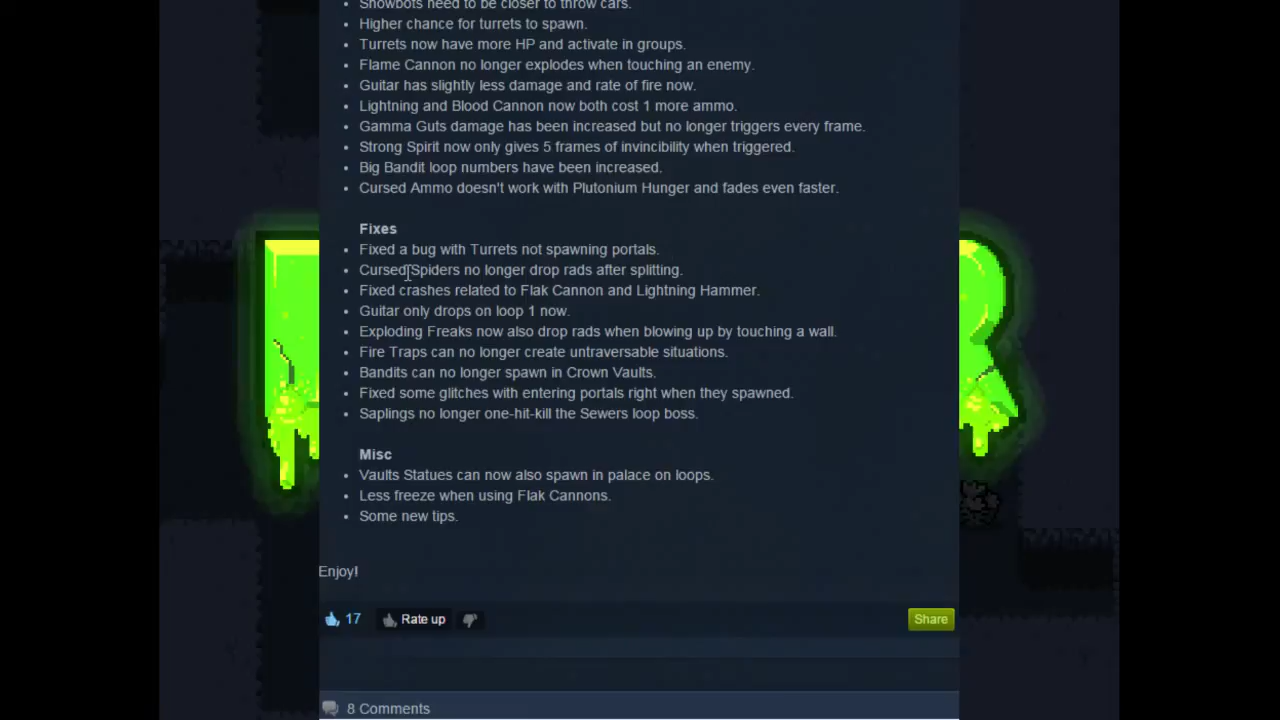 Snowbots need to be closer to throw cars.
Higher chance for turrets to spawn.
Turrets now have more HP and activate in groups.
Flame Cannon no longer explodes when touching an enemy.
Guitar has slightly less damage and rate of fire now.
Lightning and Blood Cannon now both cost 1 more ammo.
Gamma Guts damage has been increased but no longer triggers every frame.
Strong Spirit now only gives 5 frames of invincibility when triggered.
Big Bandit loop numbers have been increased.
Cursed Ammo doesn't work with Plutonium Hunger and fades even faster.
Fixes
Fixed a bug with Turrets not spawning portals.
Cursed Spiders no longer drop rads after splitting.
Fixed crashes related to Flak Cannon and Lightning Hammer.
Guitar only drops on loop 1 now.
Exploding Freaks now also drop rads when blowing up by touching a wall.
Fire Traps can no longer create untraversable situations.
Bandits can no longer spawn in Crown Vaults.
Fixed some glitches with entering portals right when they spawned.
Saplings no longer one-hit-kill the Sewers loop boss.
Misc
Vaults Statues can now also spawn in palace on loops.
Less freeze when using Flak Cannons.
Some new tips.
Enjoy!
17 Rate up Share
8 Comments